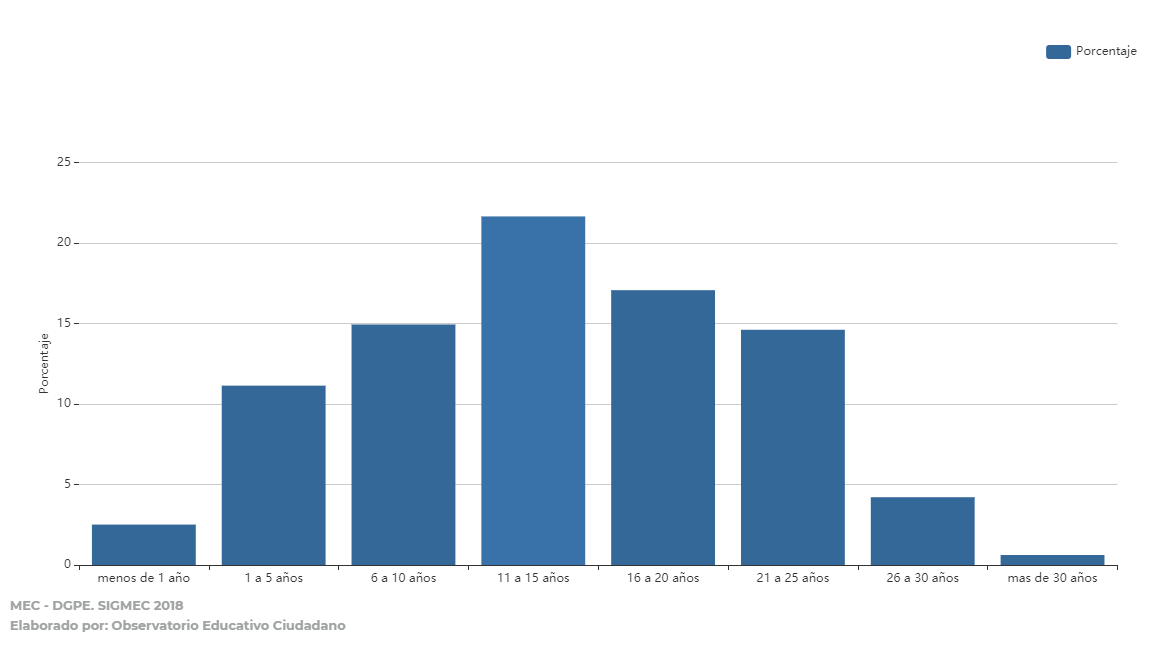 Porcentaje
25
20
15
10
5
0
Porcentaje
menos de 1 año
1 a 5 años
6 a 10 años
11 a 15 años
16 a 20 años
21 a 25 años
26 a 30 años
mas de 30 años
MEC - DGPE. SIGMEC 2018
Elaborado por: Observatorio Educativo Ciudadano